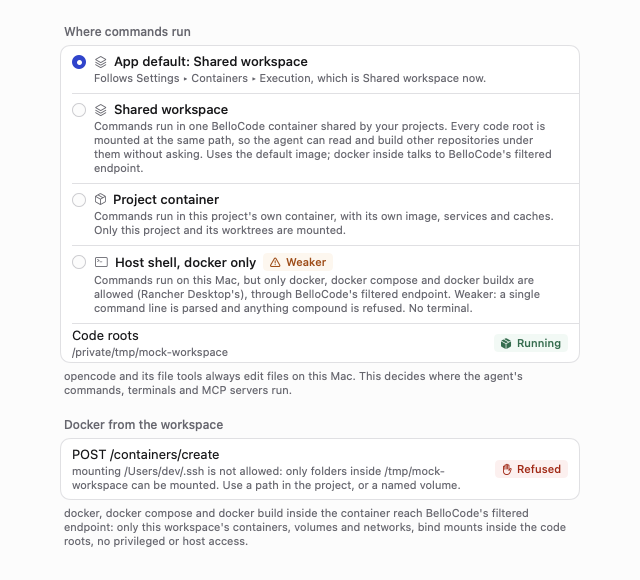 Where commands run
App default: Shared workspace
Follows Settings ‣ Containers ‣ Execution, which is Shared workspace now.
Shared workspace
Commands run in one BelloCode container shared by your projects. Every code root is
mounted at the same path, so the agent can read and build other repositories under
them without asking. Uses the default image; docker inside talks to BelloCode's filtered
endpoint.
Project container
Commands run in this project's own container, with its own image, services and caches.
Only this project and its worktrees are mounted.
Host shell, docker only Weaker
Commands run on this Mac, but only docker, docker compose and docker buildx are
allowed (Rancher Desktop's), through BelloCode's filtered endpoint. Weaker: a single
command line is parsed and anything compound is refused. No terminal.
Code roots
/private/tmp/mock-workspace
Running
opencode and its file tools always edit files on this Mac. This decides where the agent's
commands, terminals and MCP servers run.
Docker from the workspace
POST /containers/create
mounting /Users/dev/.ssh is not allowed: only folders inside /tmp/mock-
workspace can be mounted. Use a path in the project, or a named volume.
Refused
docker, docker compose and docker build inside the container reach BelloCode's filtered
endpoint: only this workspace's containers, volumes and networks, bind mounts inside the code
roots, no privileged or host access.